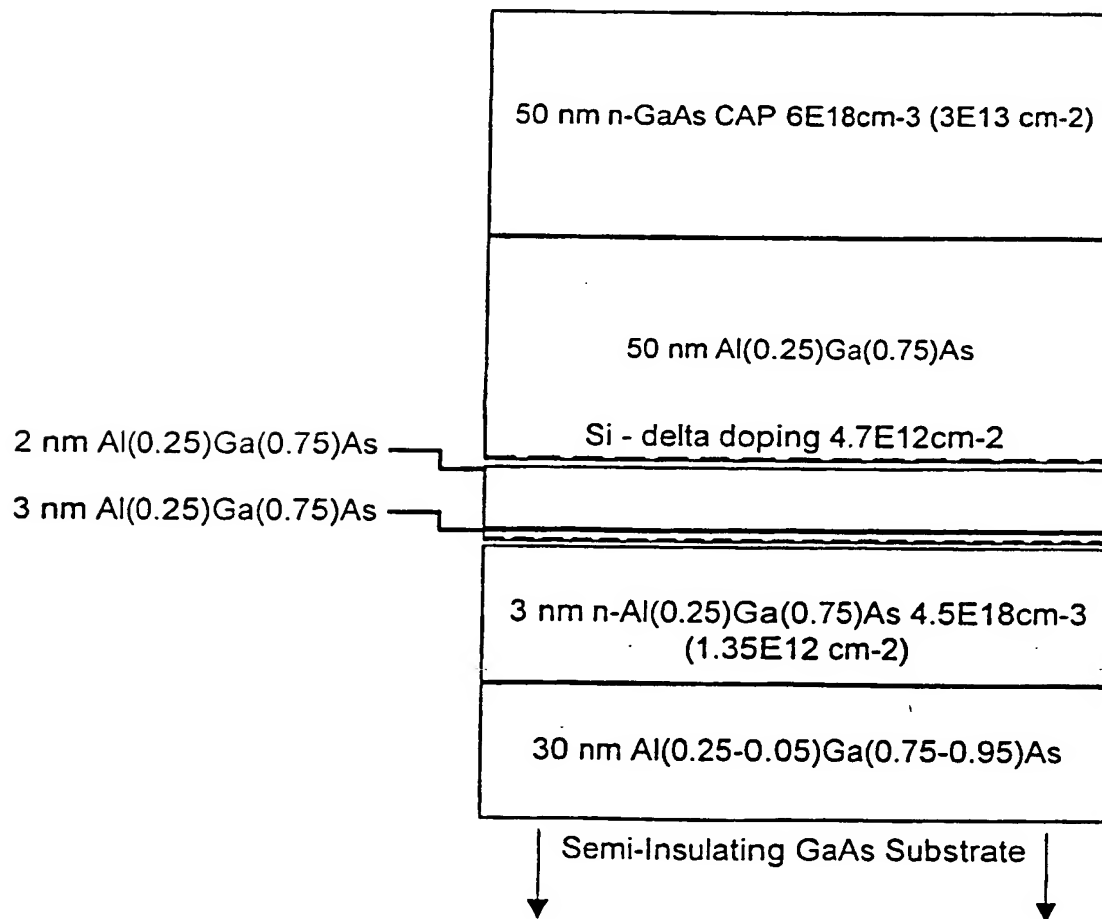 50 nm n-GaAs CAP 6E18cm-3 (3E13 cm-2)
50 nm Al(0.25)Ga(0.75)As
Si - delta doping 4.7E12cm-2
2 nm Al(0.25)Ga(0.75)As
3 nm Al(0.25)Ga(0.75)As
3 nm n-Al(0.25)Ga(0.75)As 4.5E18cm-3
(1.35E12 cm-2)
30 nm Al(0.25-0.05)Ga(0.75-0.95)As
Semi-Insulating GaAs Substrate